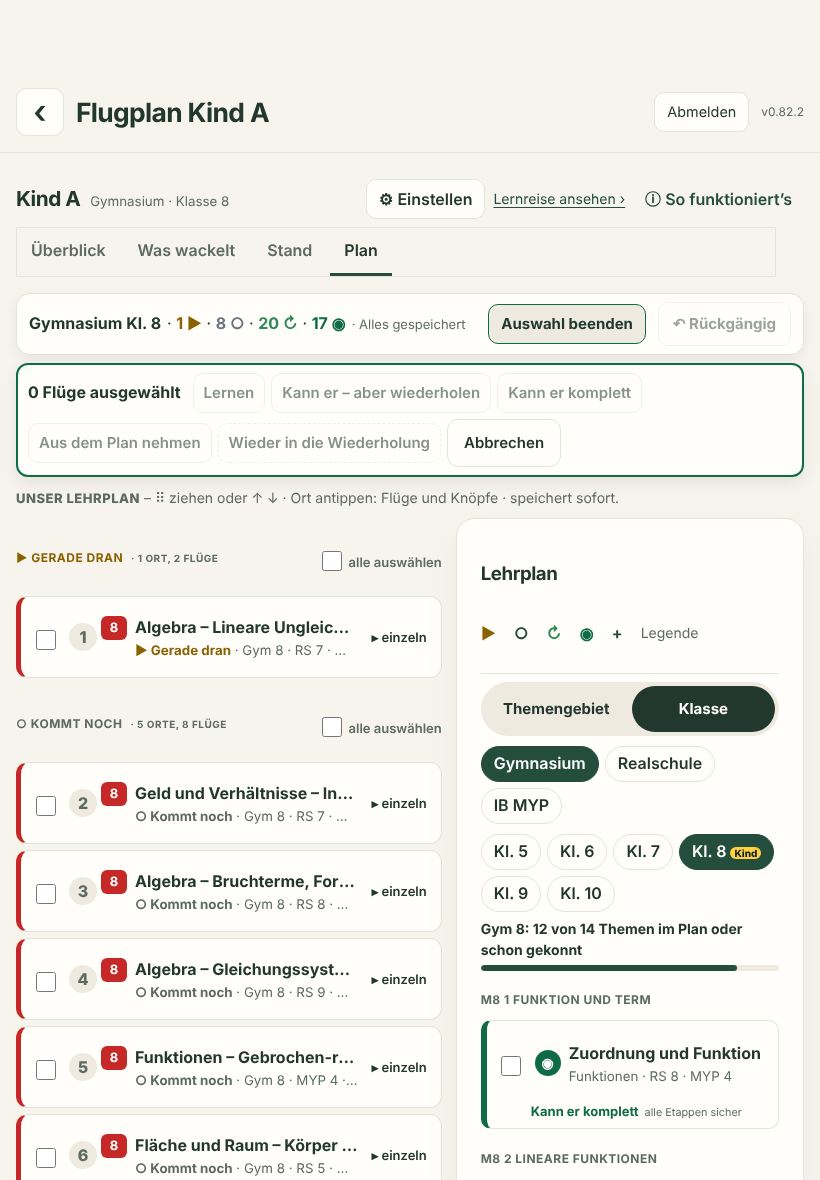 ‹ Flugplan Kind A Abmelden v0.82.2
Kind A Gymnasium · Klasse 8 ⚙ Einstellen Lernreise ansehen › ⓘ So funktioniert’s
Überblick Was wackelt Stand Plan
Gymnasium Kl. 8 · 1 ▶ · 8 ○ · 20 ↻ · 17 ◉ · Alles gespeichert Auswahl beenden ↶ Rückgängig
0 Flüge ausgewählt Lernen Kann er – aber wiederholen Kann er komplett
Aus dem Plan nehmen Wieder in die Wiederholung Abbrechen
UNSER LEHRPLAN – ⠿ ziehen oder ↑ ↓ · Ort antippen: Flüge und Knöpfe · speichert sofort.
▶ GERADE DRAN · 1 ORT, 2 FLÜGE alle auswählen
1 8 Algebra – Lineare Ungleic… ▸ einzeln
▶ Gerade dran · Gym 8 · RS 7 · …
○ KOMMT NOCH · 5 ORTE, 8 FLÜGE alle auswählen
2 8 Geld und Verhältnisse – In… ▸ einzeln
○ Kommt noch · Gym 8 · RS 7 · …
3 8 Algebra – Bruchterme, For… ▸ einzeln
○ Kommt noch · Gym 8 · RS 8 · …
4 8 Algebra – Gleichungssyst… ▸ einzeln
○ Kommt noch · Gym 8 · RS 9 · …
5 8 Funktionen – Gebrochen-r… ▸ einzeln
○ Kommt noch · Gym 8 · MYP 4 ·…
6 8 Fläche und Raum – Körper … ▸ einzeln
○ Kommt noch · Gym 8 · RS 5 · …
Lehrplan
▶ ○ ↻ ◉ + Legende
Themengebiet Klasse
Gymnasium Realschule
IB MYP
Kl. 5 Kl. 6 Kl. 7 Kl. 8 Kind
Kl. 9 Kl. 10
Gym 8: 12 von 14 Themen im Plan oder
schon gekonnt
M8 1 FUNKTION UND TERM
◉ Zuordnung und Funktion
Funktionen · RS 8 · MYP 4
Kann er komplett alle Etappen sicher
M8 2 LINEARE FUNKTIONEN